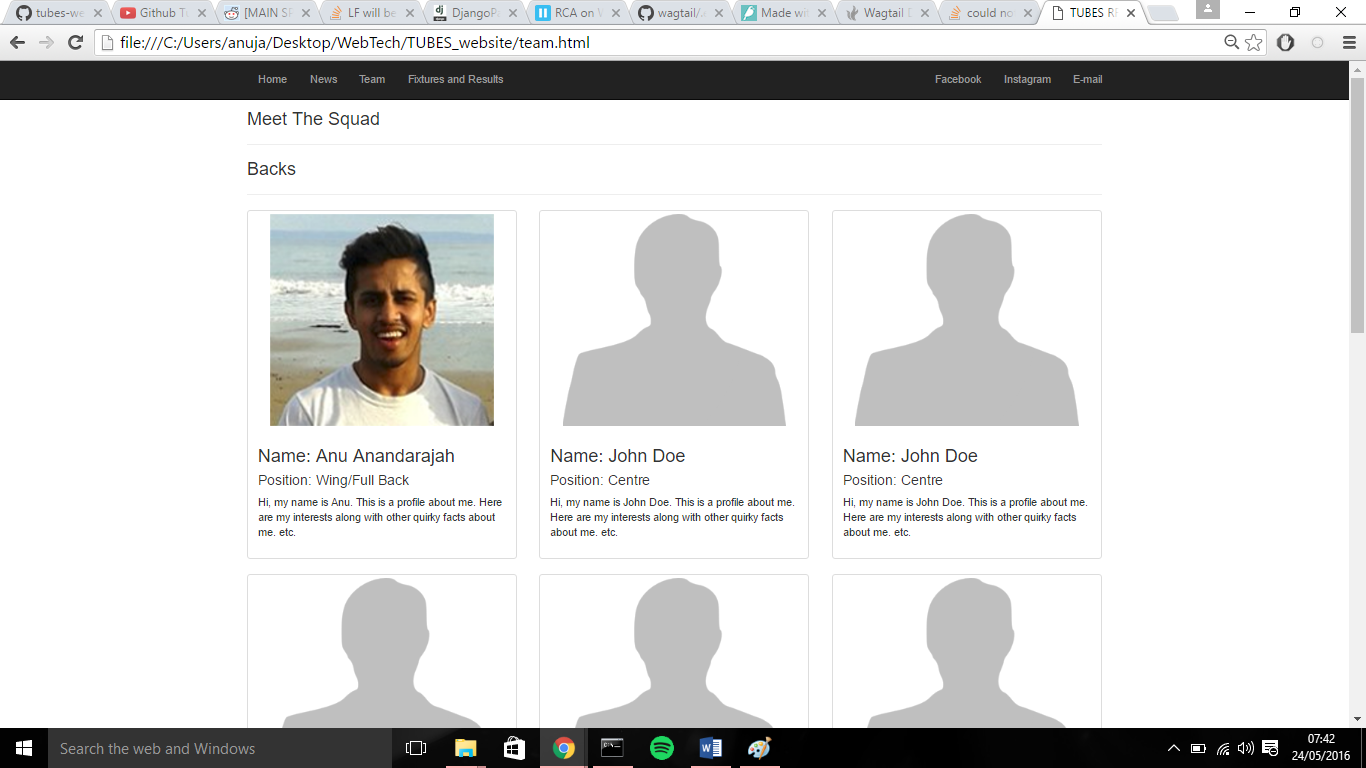 tubes-we
Github Tu
[MAIN SP
LF will be
DjangoPo
RCA on W
wagtail/
Made wit
Wagtail D
could no
TUBES RF
file:///C:/Users/anuja/Desktop/WebTech/TUBES_website/team.html
Home News Team Fixtures and Results Facebook Instagram E-mail
Meet The Squad
Backs
Name: Anu Anandarajah
Position: Wing/Full Back
Hi, my name is Anu. This is a profile about me. Here
are my interests along with other quirky facts about
me. etc.
Name: John Doe
Position: Centre
Hi, my name is John Doe. This is a profile about me.
Here are my interests along with other quirky facts
about me. etc.
Name: John Doe
Position: Centre
Hi, my name is John Doe. This is a profile about me.
Here are my interests along with other quirky facts
about me. etc.
Search the web and Windows
07:42
24/05/2016